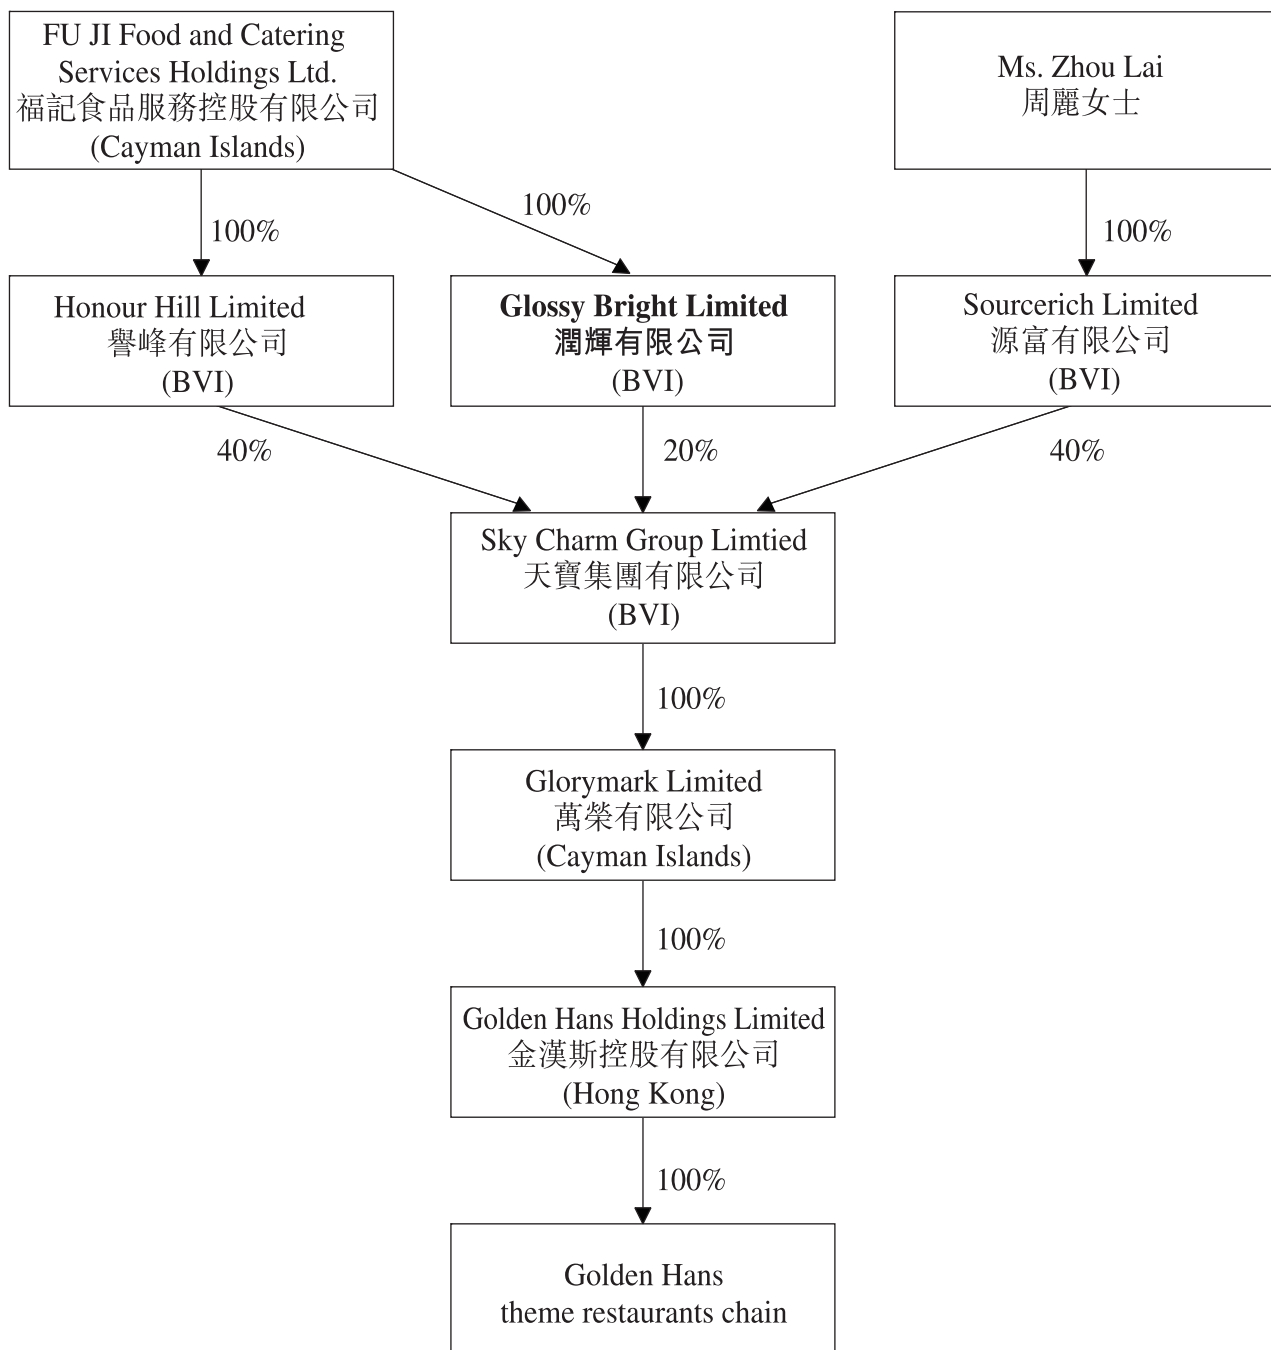 FU JI Food and Catering
Services Holdings Ltd.
福記食品服務控股有限公司
(Cayman Islands)
Ms. Zhou Lai
周麗女士
100%
100%
100%
Honour Hill Limited
譽峰有限公司
(BVI)
Glossy Bright Limited
潤輝有限公司
(BVI)
Sourcerich Limited
源富有限公司
(BVI)
40%
20%
40%
Sky Charm Group Limtied
天寶集團有限公司
(BVI)
100%
Glorymark Limited
萬榮有限公司
(Cayman Islands)
100%
Golden Hans Holdings Limited
金漢斯控股有限公司
(Hong Kong)
100%
Golden Hans
theme restaurants chain